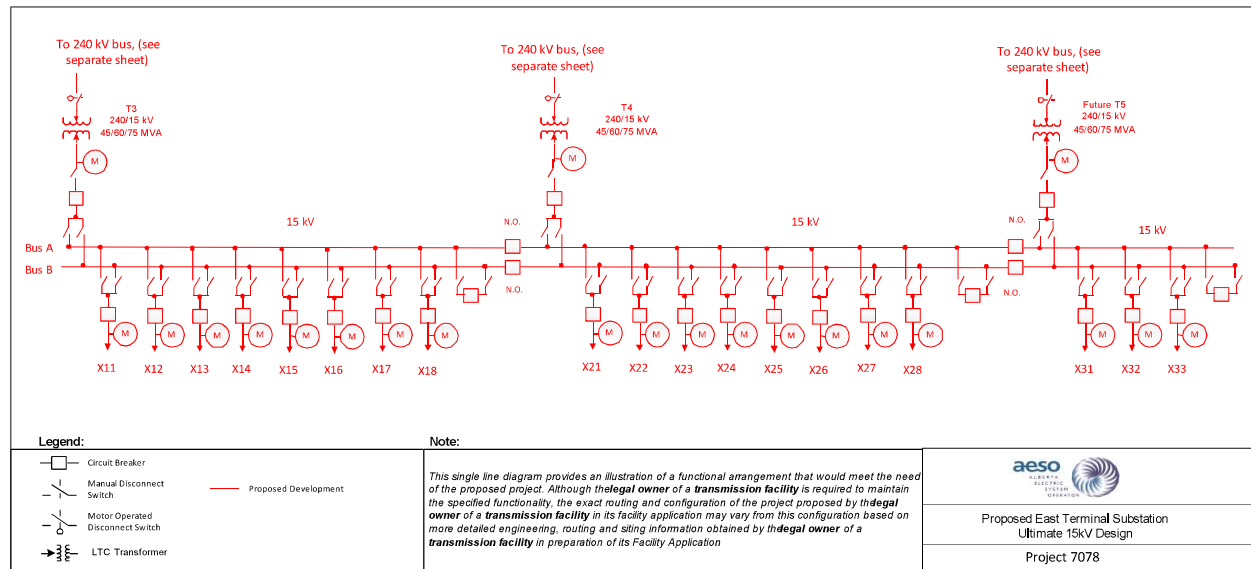 To 240 kV bus, (see
separate sheet)
To 240 kV bus, (see
separate sheet)
To 240 kV bus, (see
separate sheet)
T3
240/15 kV
45/60/75 MVA
T4
240/15 kV
45/60/75 MVA
Future T5
240/15 kV
45/60/75 MVA
M
M
M
15 kV
N.O.
15 kV
N.O.
15 kV
Bus A
Bus B
N.O.
N.O.
M M M M M M M M
M M M M M M M M
M M M
X11 X12 X13 X14 X15 X16 X17 X18
X21 X22 X23 X24 X25 X26 X27 X28
X31 X32 X33
Legend:
Circuit Breaker
Manual Disconnect
Switch
Proposed Development
Motor Operated
Disconnect Switch
LTC Transformer
Note:
This single line diagram provides an illustration of a functional arrangement that would meet the need
of the proposed project. Although thelegal owner of a transmission facility is required to maintain
the specified functionality, the exact routing and configuration of the project proposed by thelegal
owner of a transmission facility in its facility application may vary from this configuration based on
more detailed engineering, routing and siting information obtained by thelegal owner of a
transmission facility in preparation of its Facility Application
aeso
ALBERTA
ELECTRIC
SYSTEM
OPERATOR
Proposed East Terminal Substation
Ultimate 15kV Design
Project 7078